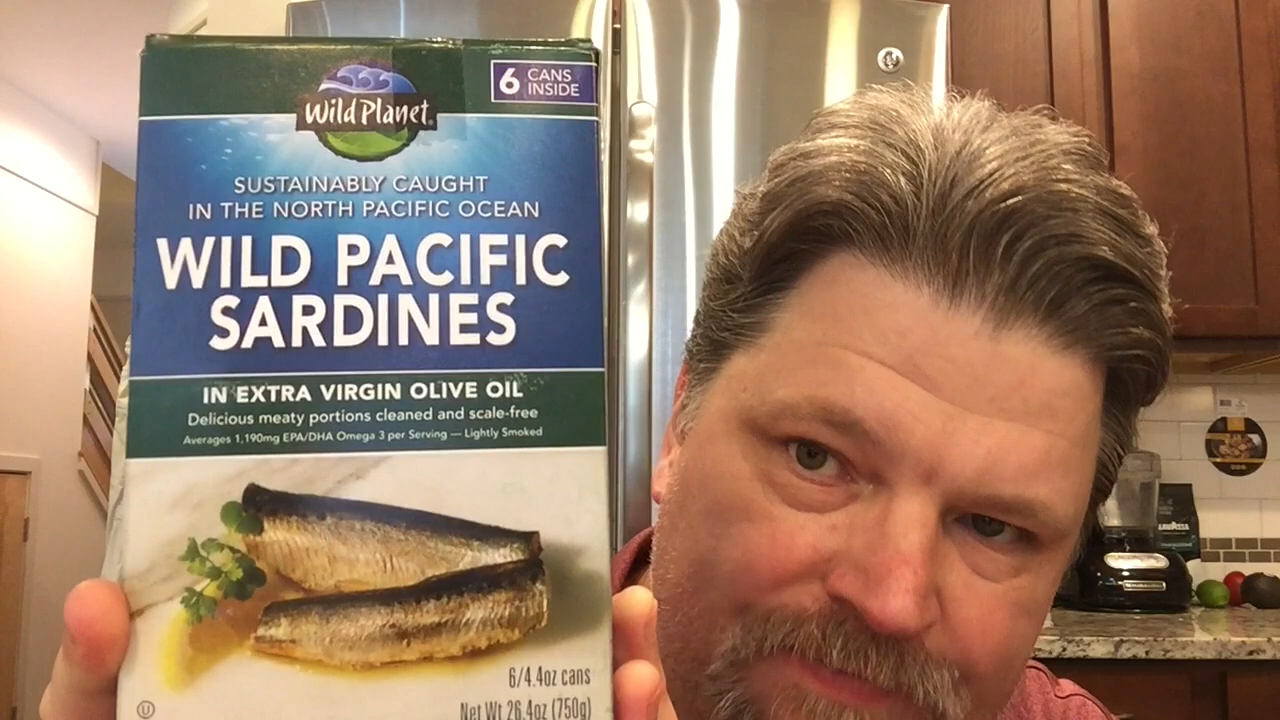 Wild Planet®
6 CANS INSIDE
SUSTAINABLY CAUGHT
IN THE NORTH PACIFIC OCEAN
WILD PACIFIC
SARDINES
IN EXTRA VIRGIN OLIVE OIL
Delicious meaty portions cleaned and scale-free
Averages 1,190mg EPA/DHA Omega 3 per Serving — Lightly Smoked
6/4.4oz cans
Net Wt 26.4oz (750g)
U
LAVAZZA